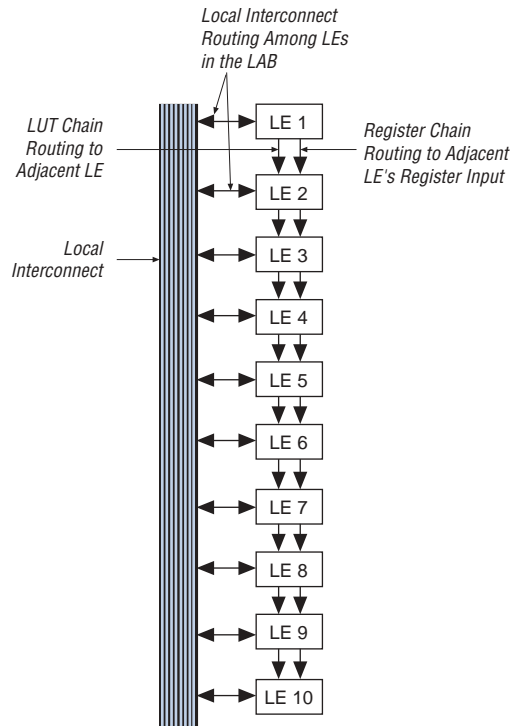 Local Interconnect
Routing Among LEs
in the LAB
LUT Chain
Routing to
Adjacent LE
Register Chain
Routing to Adjacent
LE's Register Input
Local
Interconnect
LE 1
LE 2
LE 3
LE 4
LE 5
LE 6
LE 7
LE 8
LE 9
LE 10